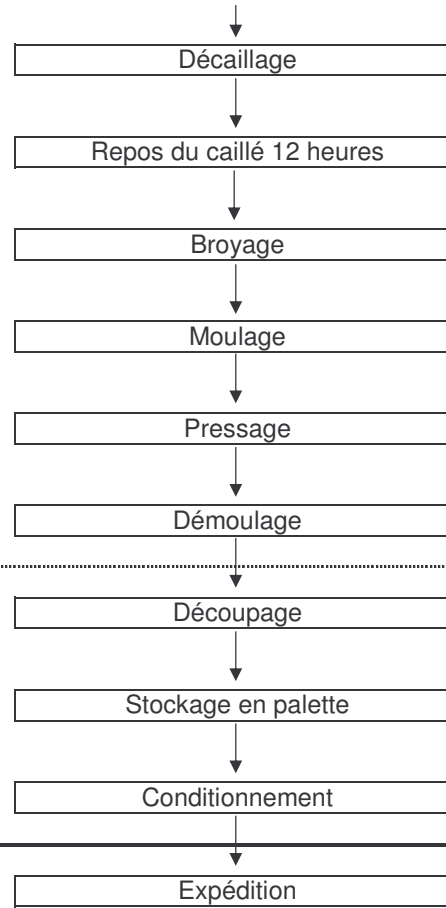 Décaillage
Repos du caillé 12 heures
Broyage
Moulage
Pressage
Démoulage
Découpage
Stockage en palette
Conditionnement
Expédition